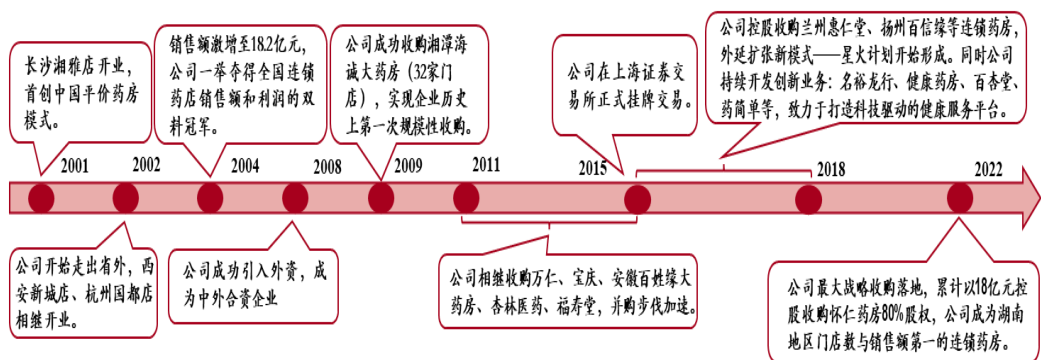 长沙湘雅店开业，
首创中国平价药房
模式。
销售额激增至18.2亿元，
公司一举夺得全国连锁
药店销售额和利润的双
料冠军。
公司成功收购湘潭海
诚大药房（32家门
店），实现企业历史
上第一次规模性收购。
公司在上海证券交
易所正式挂牌交易。
公司控股收购兰州惠仁堂、扬州百信缘等连锁药房，
外延扩张新模式——星火计划开始形成。同时公司
持续开发创新业务：名裕龙行、健康药房、百杏堂、
药简单等，致力于打造科技驱动的健康服务平台。
2001
2002
2004
2008
2009
2011
2015
2018
2022
公司开始走出省外，西
安新城店、杭州国都店
相继开业。
公司成功引入外资，成
为中外合资企业
公司相继收购万仁、宝庆、安徽百姓缘大
药房、杏林医药、福寿堂，并购步伐加速。
公司最大战略收购落地，累计以18亿元控
股收购怀仁药房80%股权，公司成为湖南
地区门店数与销售额第一的连锁药房。